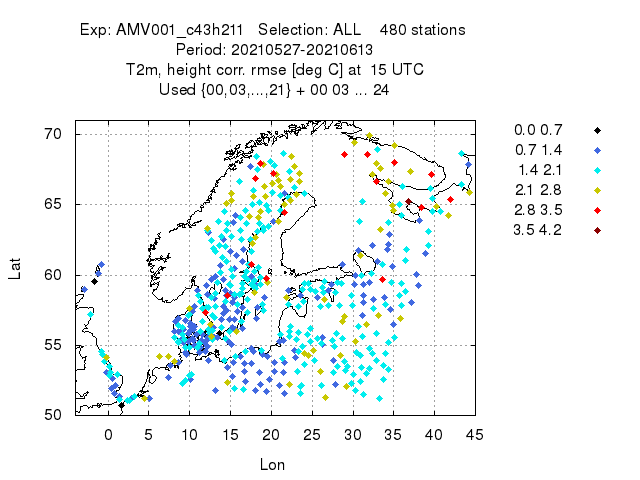 Exp: AMV001_c43h211 Selection: ALL 480 stations
Period: 20210527-20210613
T2m, height corr. rmse [deg C] at 15 UTC
Used {00,03,...,21} + 00 03 ... 24
70
65
60
55
50
Lat
0 5 10 15 20 25 30 35 40 45
Lon
0.0 0.7
0.7 1.4
1.4 2.1
2.1 2.8
2.8 3.5
3.5 4.2